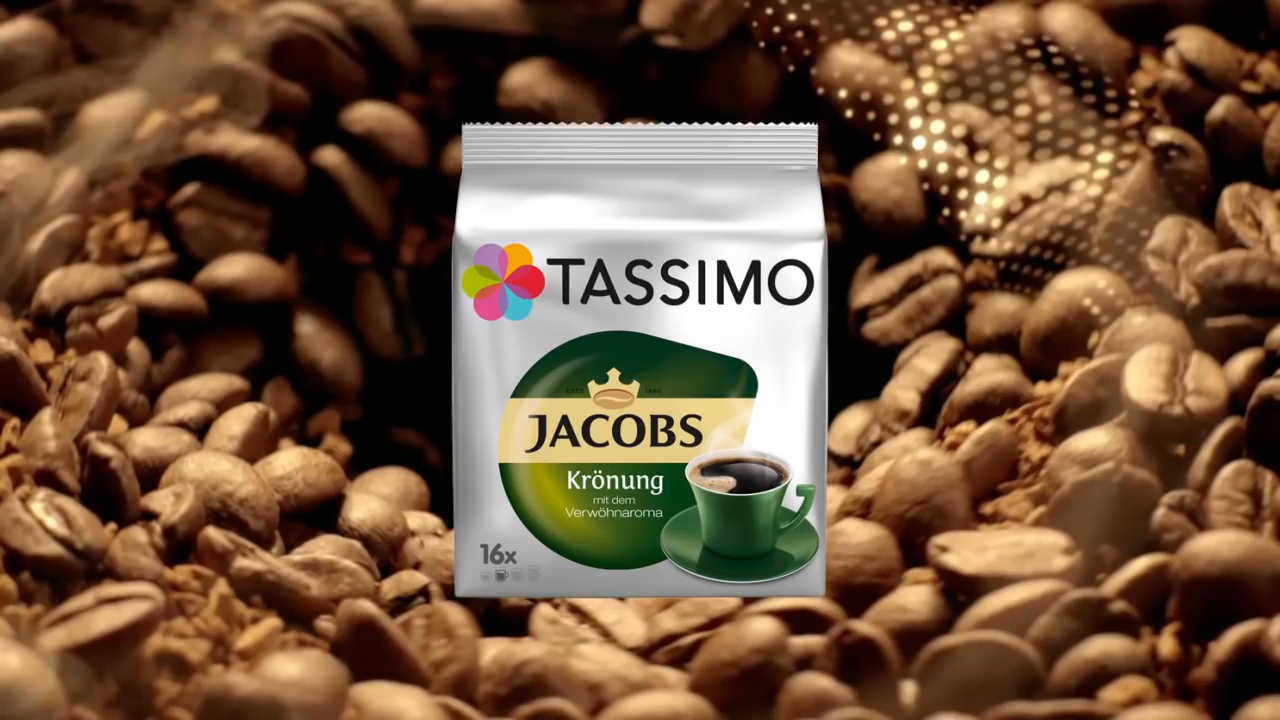 TASSIMO
JACOBS
Krönung
mit dem
Verwöhnaroma
16x